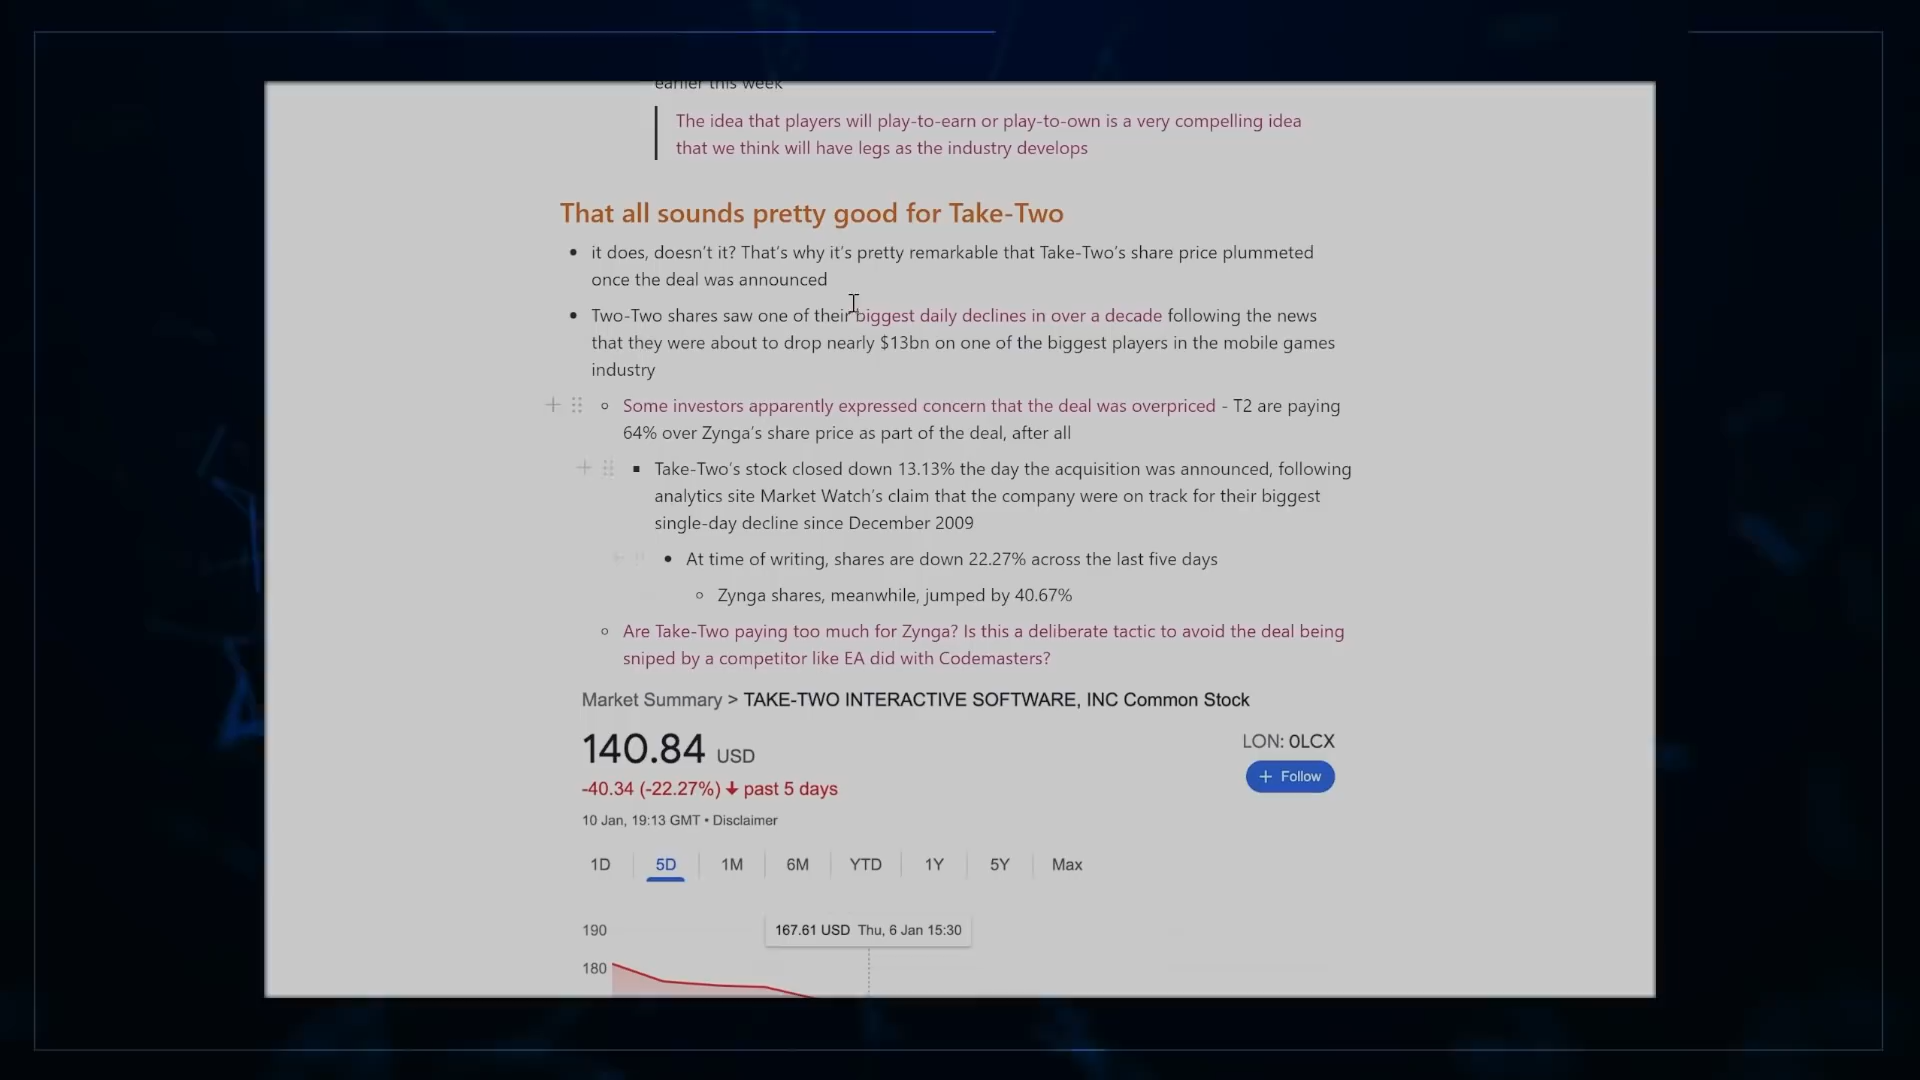 earlier this week
The idea that players will play-to-earn or play-to-own is a very compelling idea
that we think will have legs as the industry develops
That all sounds pretty good for Take-Two
• it does, doesn't it? That's why it's pretty remarkable that Take-Two's share price plummeted
once the deal was announced
• Two-Two shares saw one of their biggest daily declines in over a decade following the news
that they were about to drop nearly $13bn on one of the biggest players in the mobile games
industry
○ Some investors apparently expressed concern that the deal was overpriced - T2 are paying
64% over Zynga's share price as part of the deal, after all
▪ Take-Two's stock closed down 13.13% the day the acquisition was announced, following
analytics site Market Watch's claim that the company were on track for their biggest
single-day decline since December 2009
• At time of writing, shares are down 22.27% across the last five days
○ Zynga shares, meanwhile, jumped by 40.67%
○ Are Take-Two paying too much for Zynga? Is this a deliberate tactic to avoid the deal being
sniped by a competitor like EA did with Codemasters?
Market Summary > TAKE-TWO INTERACTIVE SOFTWARE, INC Common Stock
140.84 USD
LON: 0LCX
+ Follow
-40.34 (-22.27%) ↓ past 5 days
10 Jan, 19:13 GMT • Disclaimer
1D 5D 1M 6M YTD 1Y 5Y Max
190
167.61 USD Thu, 6 Jan 15:30
180